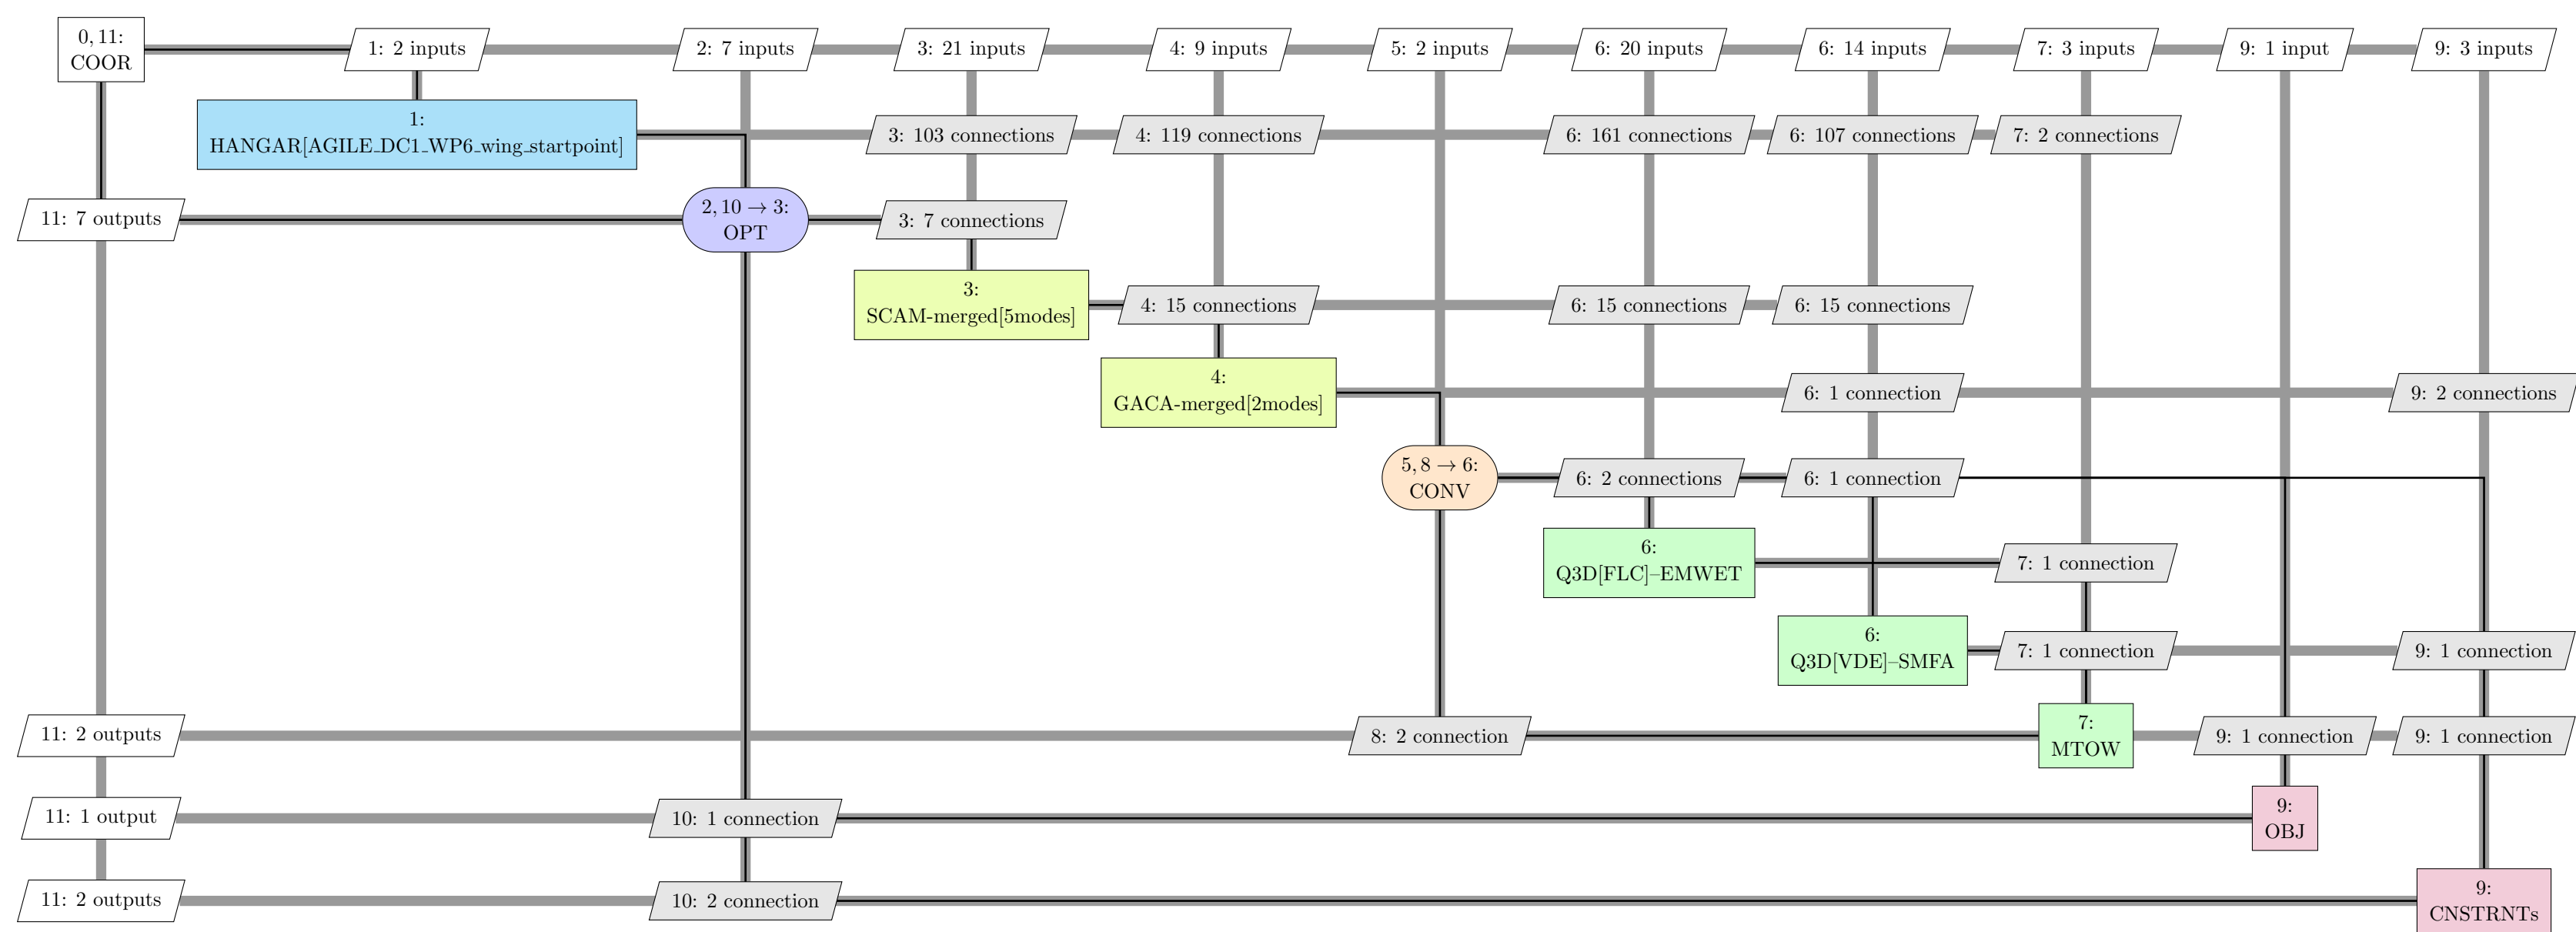 0, 11:
COOR
1: 2 inputs
2: 7 inputs
3: 21 inputs
4: 9 inputs
5: 2 inputs
6: 20 inputs
6: 14 inputs
7: 3 inputs
9: 1 input
9: 3 inputs
1:
HANGAR[AGILE_DC1_WP6_wing_startpoint]
3: 103 connections
4: 119 connections
6: 161 connections
6: 107 connections
7: 2 connections
11: 7 outputs
2, 10 → 3:
OPT
3: 7 connections
3:
SCAM-merged[5modes]
4: 15 connections
6: 15 connections
6: 15 connections
4:
GACA-merged[2modes]
6: 1 connection
9: 2 connections
5, 8 → 6:
CONV
6: 2 connections
6: 1 connection
6:
Q3D[FLC]–EMWET
7: 1 connection
6:
Q3D[VDE]–SMFA
7: 1 connection
9: 1 connection
11: 2 outputs
8: 2 connection
7:
MTOW
9: 1 connection
9: 1 connection
11: 1 output
10: 1 connection
9:
OBJ
11: 2 outputs
10: 2 connection
9:
CNSTRNTs